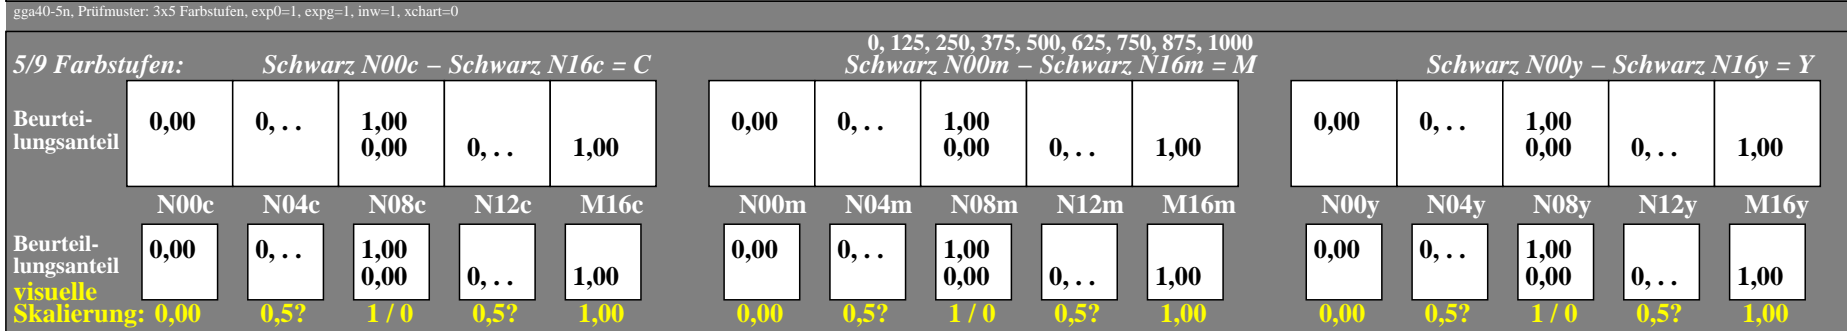 gga40-5n, Prüfmuster: 3x5 Farbstufen, exp0=1, expg=1, inw=1, xchart=0
0, 125, 250, 375, 500, 625, 750, 875, 1000
5/9 Farbstufen: Schwarz N00c – Schwarz N16c = C Schwarz N00m – Schwarz N16m = M Schwarz N00y – Schwarz N16y = Y
Beurtei- 0,00 0, . . 1,00 0,00 0, . . 1,00 0,00 0, . . 1,00
lungsanteil 0,00 0, . . 1,00 0,00 0, . . 1,00 0,00 0, . . 1,00
N00c N04c N08c N12c M16c N00m N04m N08m N12m M16m N00y N04y N08y N12y M16y
Beurteil- 0,00 0, . . 1,00 0,00 0, . . 1,00 0,00 0, . . 1,00
lungsanteil 0,00 0, . . 1,00 0,00 0, . . 1,00 0,00 0, . . 1,00
visuelle
Skalierung: 0,00 0,5? 1 / 0 0,5? 1,00 0,00 0,5? 1 / 0 0,5? 1,00 0,00 0,5? 1 / 0 0,5? 1,00